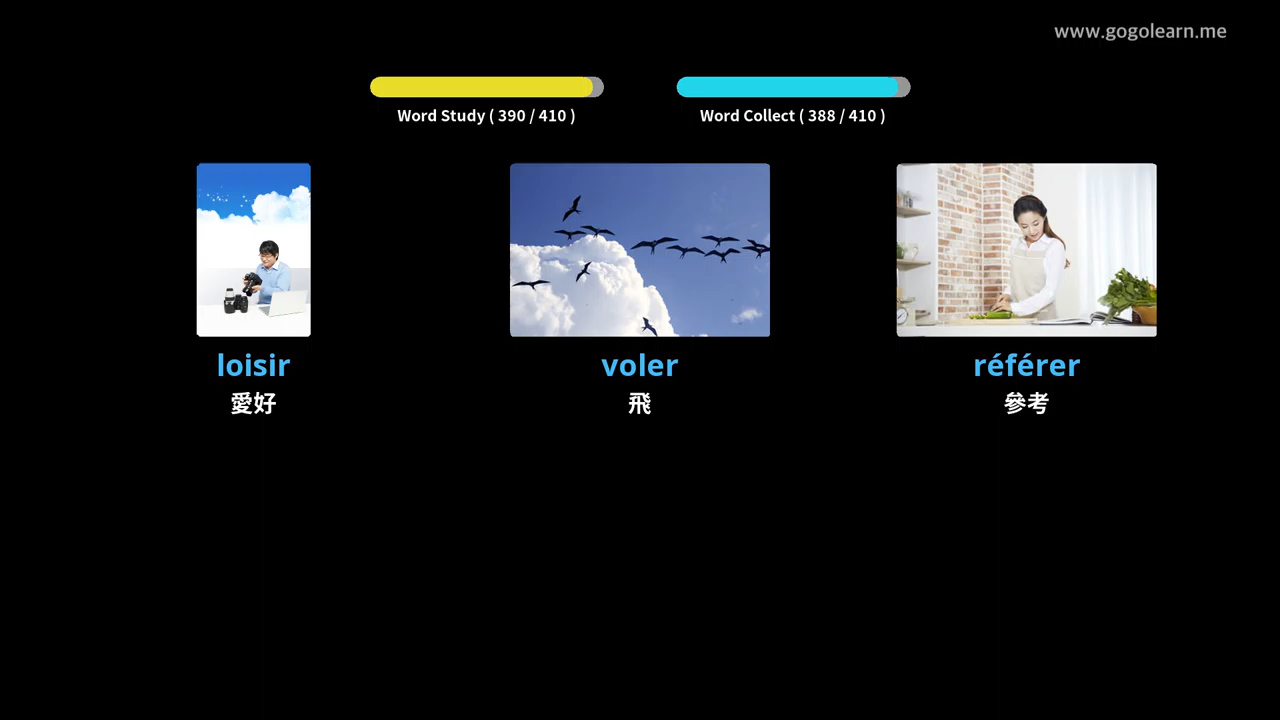 www.gogolearn.me
Word Study ( 390 / 410 )
Word Collect ( 388 / 410 )
loisir
愛好
voler
飛
référer
參考